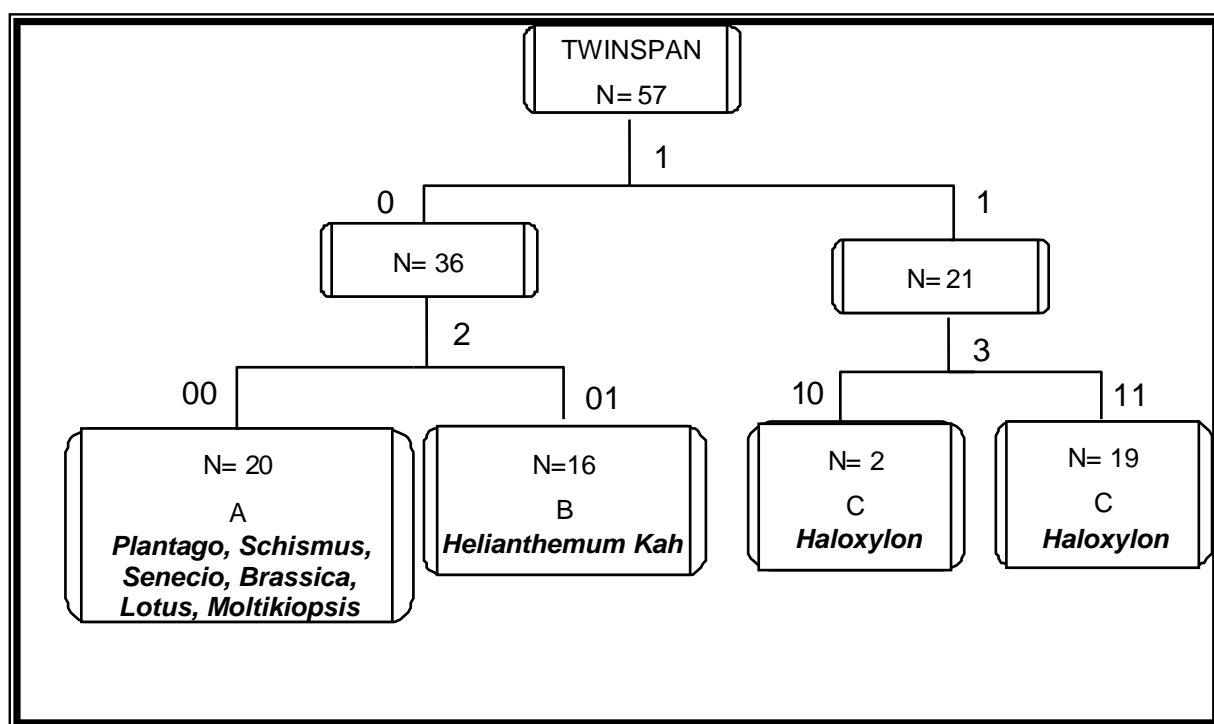 TWINSPAN
N= 57
1
0
1
N= 36
N= 21
2
3
00
01
10
11
N= 20
A
Plantago, Schismus,
Senecio, Brassica,
Lotus, Moltikiopsis
N=16
B
Helianthemum Kah
N= 2
C
Haloxylon
N= 19
C
Haloxylon